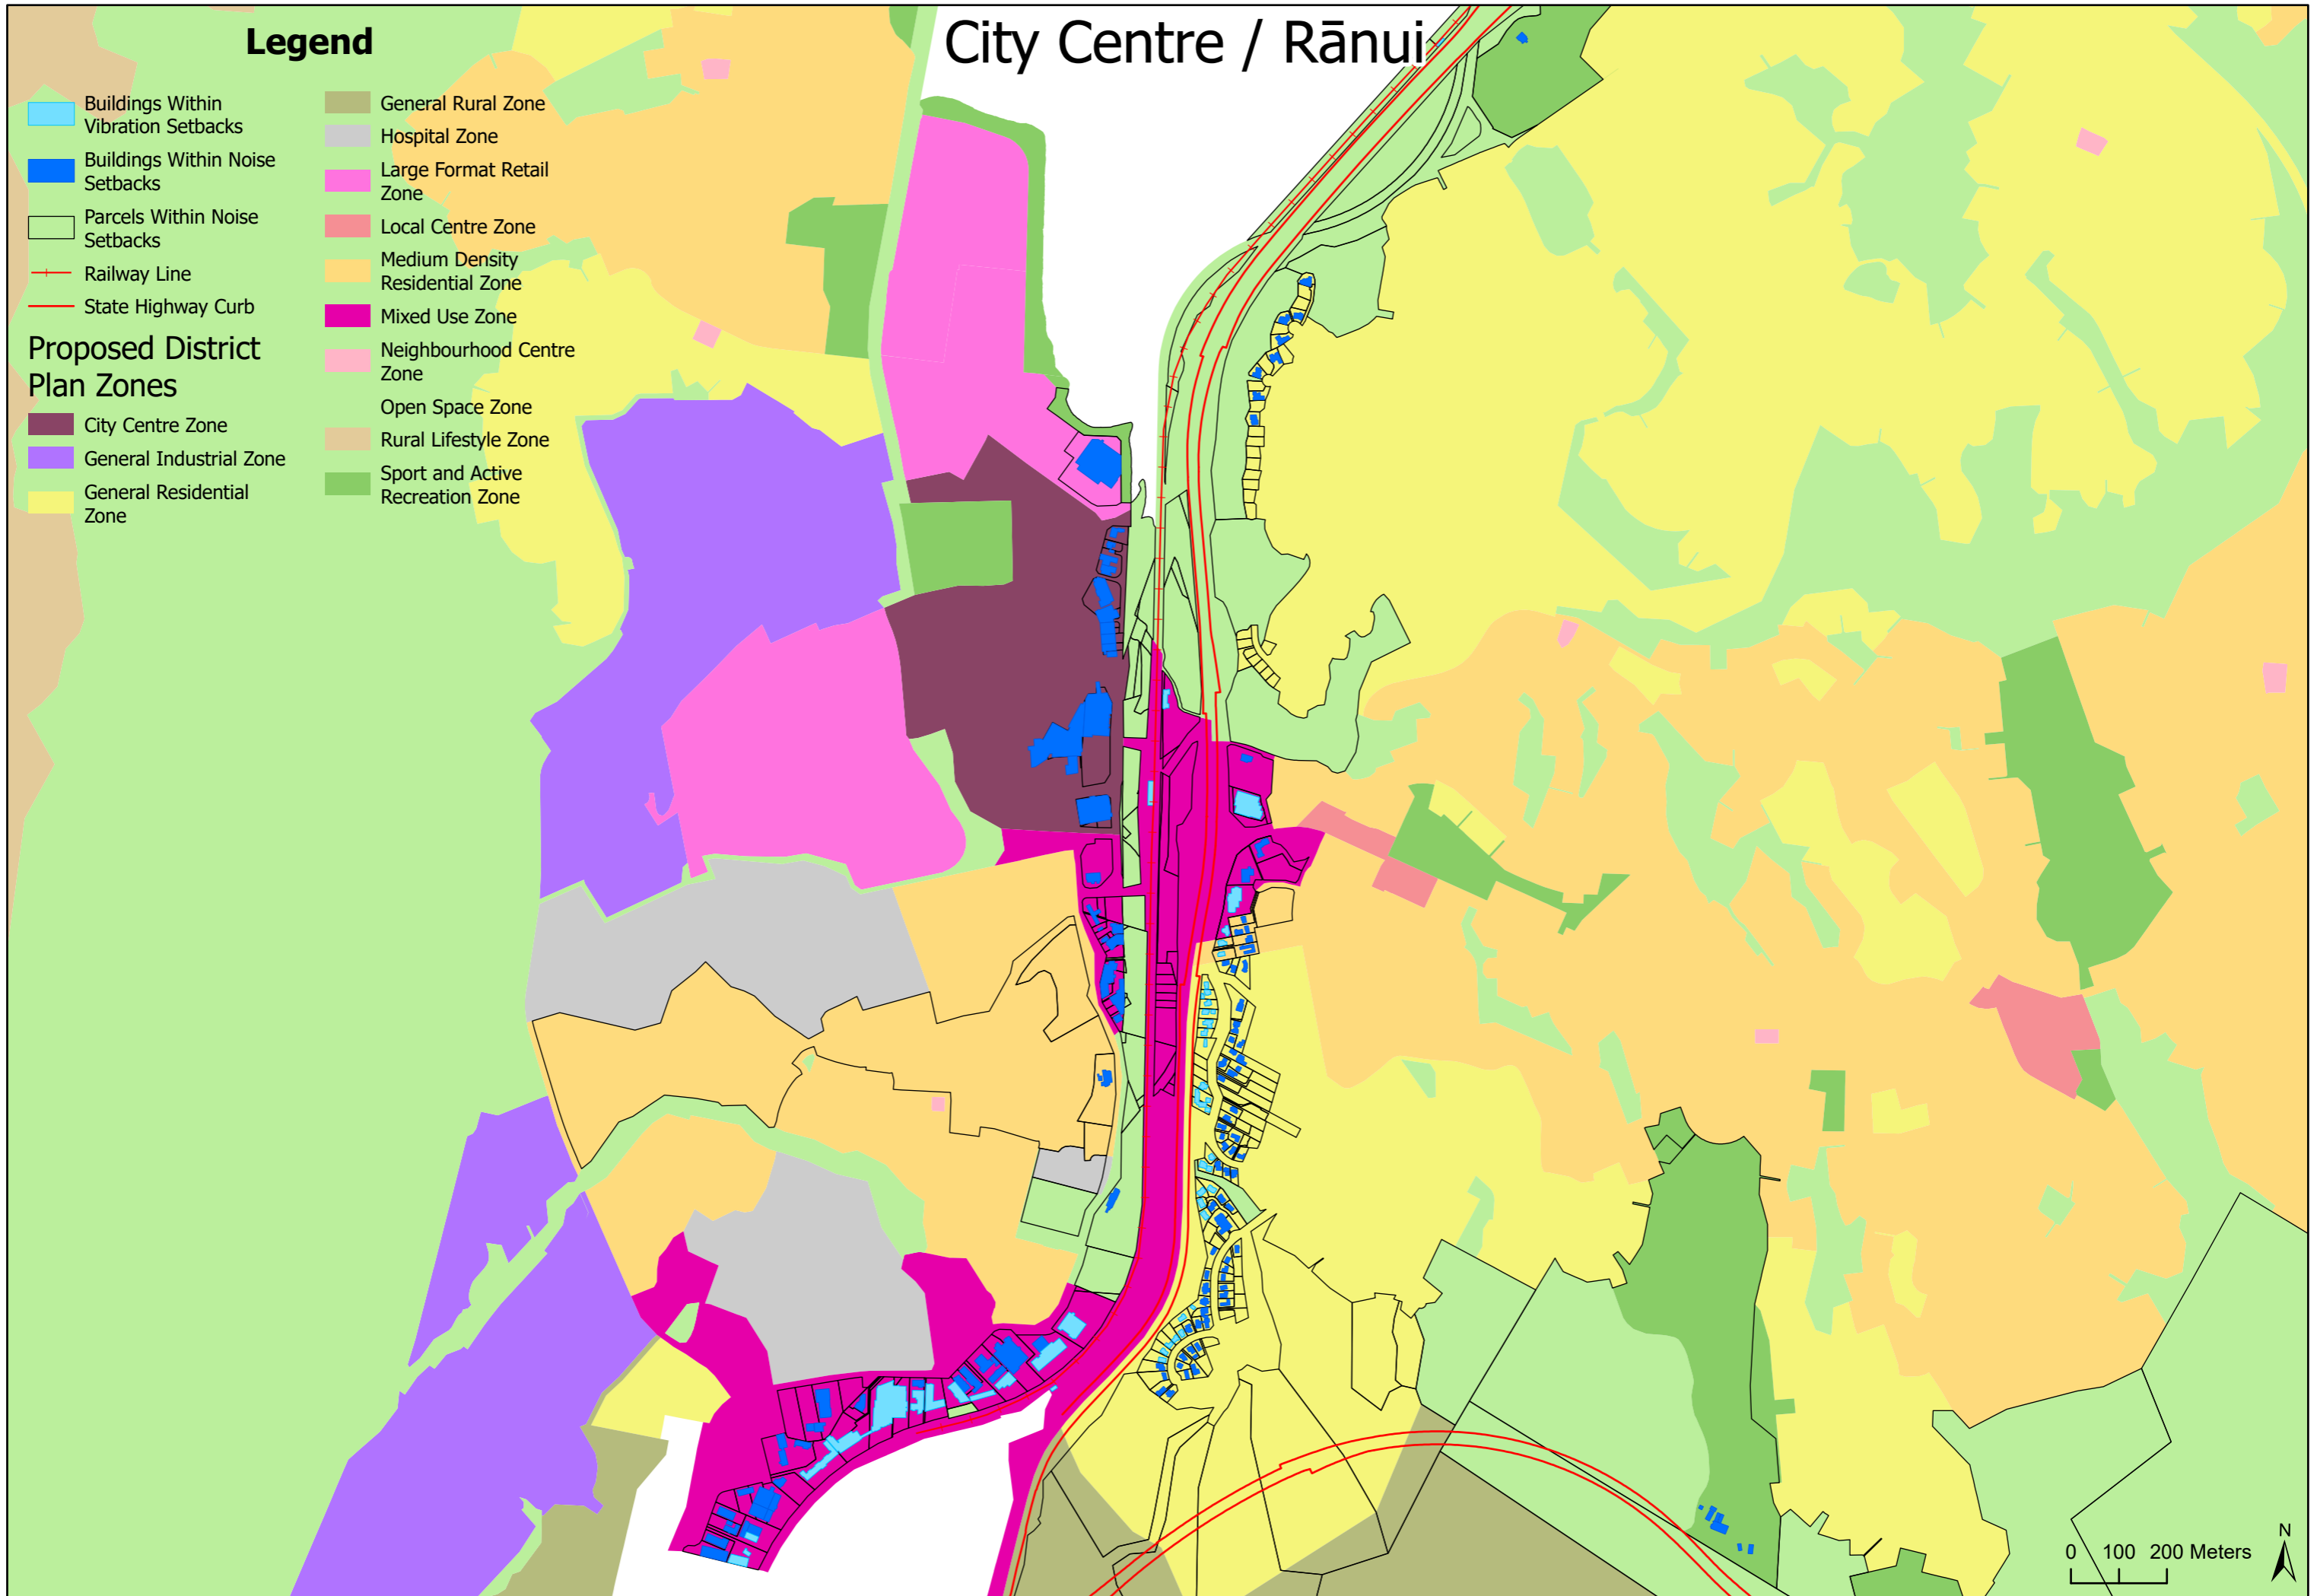 City Centre / Rānui
Legend
Buildings Within
Vibration Setbacks
Buildings Within Noise
Setbacks
Parcels Within Noise
Setbacks
Railway Line
State Highway Curb
Proposed District
Plan Zones
City Centre Zone
General Industrial Zone
General Residential
Zone
General Rural Zone
Hospital Zone
Large Format Retail
Zone
Local Centre Zone
Medium Density
Residential Zone
Mixed Use Zone
Neighbourhood Centre
Zone
Open Space Zone
Rural Lifestyle Zone
Sport and Active
Recreation Zone
N
0 100 200 Meters